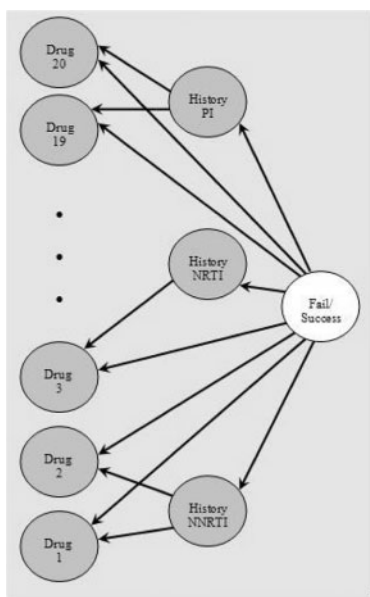 Drug
20
History
PI
Drug
19
History
NRTI
Fail/
Success
Drug
3
Drug
2
History
NNRTI
Drug
1